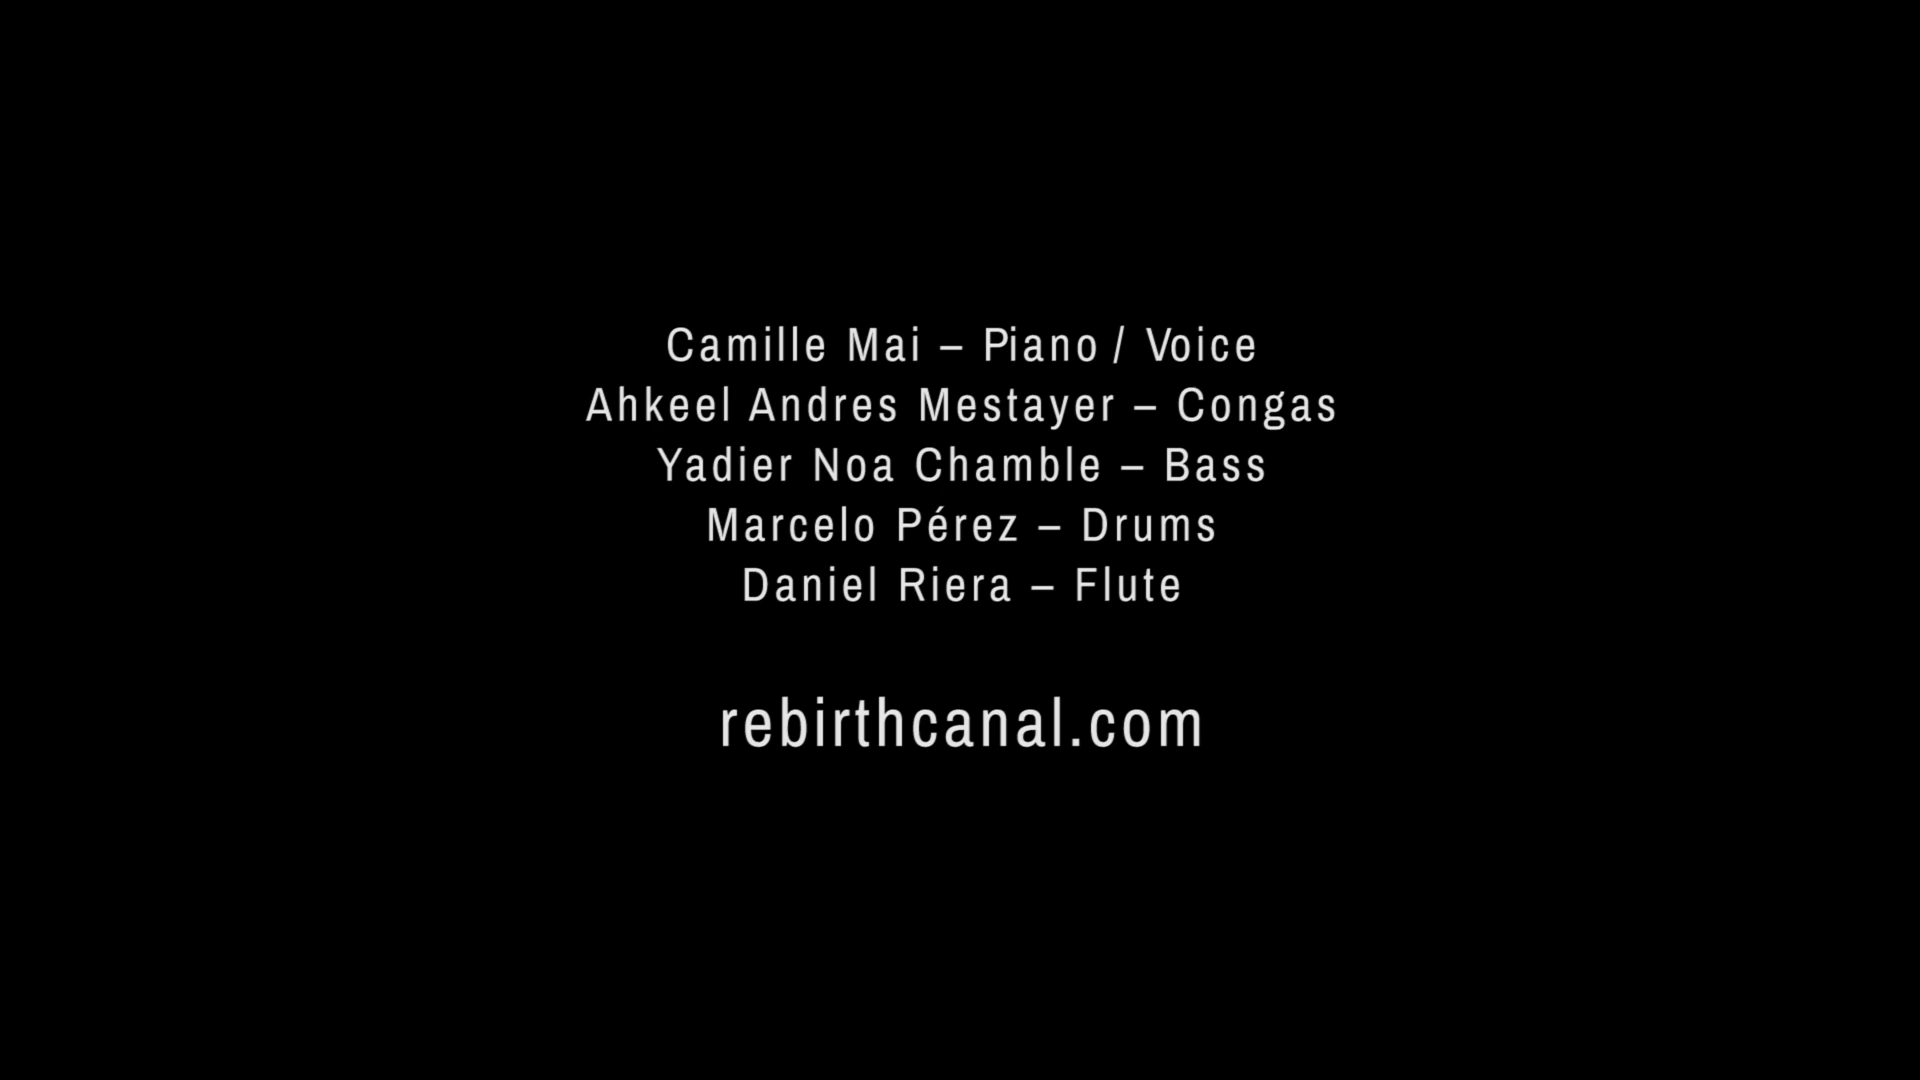 Camille Mai – Piano / Voice
Ahkeel Andres Mestayer – Congas
Yadier Noa Chamble – Bass
Marcelo Pérez – Drums
Daniel Riera – Flute
rebirthcanal.com